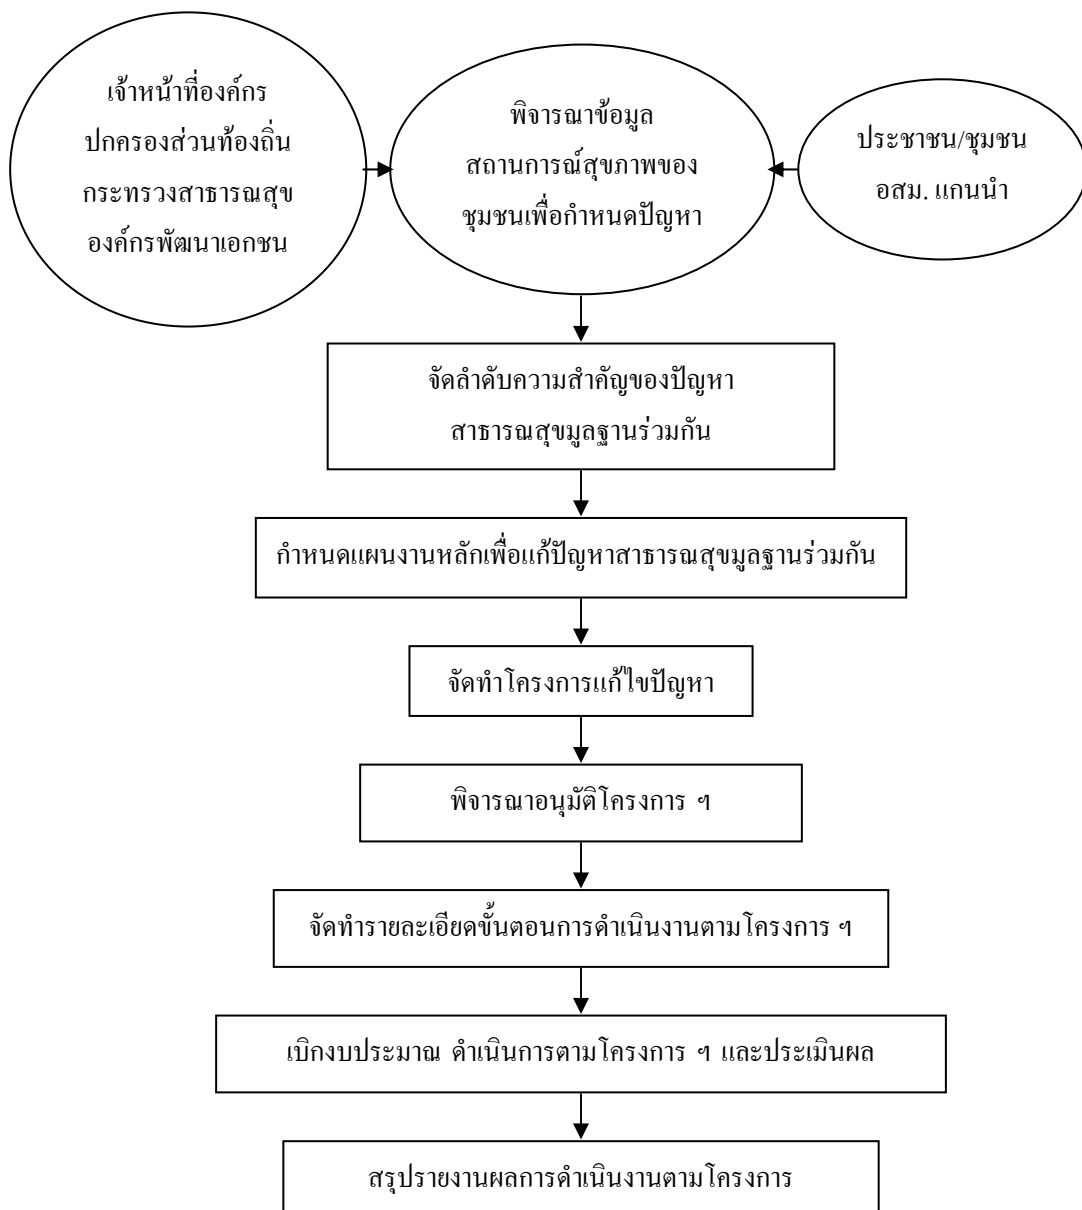 เจ้าหน้าที่องค์กร
ปกครองส่วนท้องถิ่น
กระทรวงสาธารณสุข
องค์กรพัฒนาเอกชน
พิจารณาข้อมูล
สถานการณ์สุขภาพของ
ชุมชนเพื่อกำหนดปัญหา
ประชาชน/ชุมชน
อสม. แกนนำ
จัดลำดับความสำคัญของปัญหา
สาธารณสุขมูลฐานร่วมกัน
กำหนดแผนงานหลักเพื่อแก้ปัญหาสาธารณสุขมูลฐานร่วมกัน
จัดทำโครงการแก้ไขปัญหา
พิจารณาอนุมัติโครงการ ฯ
จัดทำรายละเอียดขั้นตอนการดำเนินงานตามโครงการ ฯ
เบิกงบประมาณ ดำเนินการตามโครงการ ฯ และประเมินผล
สรุปรายงานผลการดำเนินงานตามโครงการ